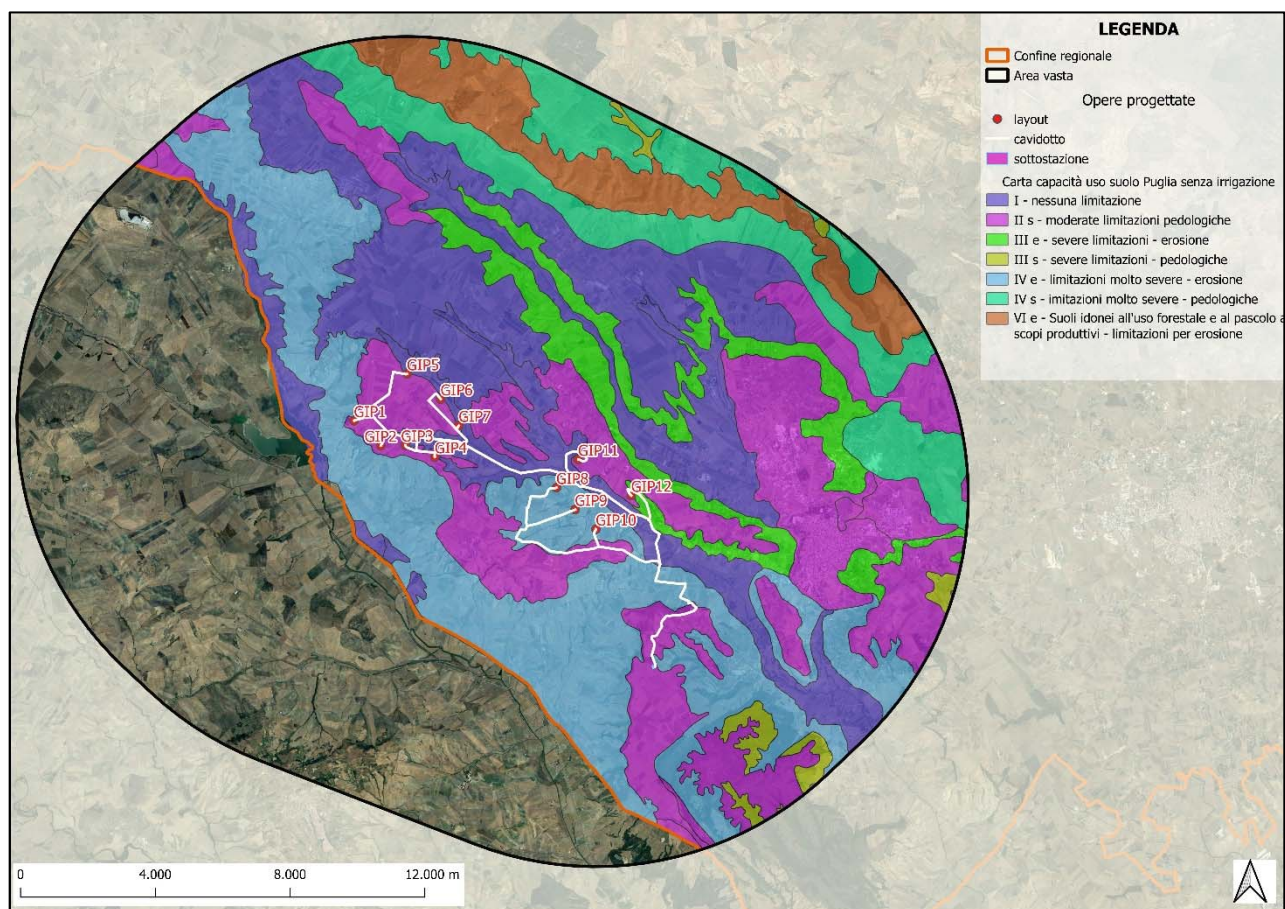 LEGENDA
Confine regionale
Area vasta
Opere progettate
layout
cavidotto
sottostazione
Carta capacità uso suolo Puglia senza irrigazione
I - nessuna limitazione
II s - moderate limitazioni pedologiche
III e - severe limitazioni - erosione
III s - severe limitazioni - pedologiche
IV e - limitazioni molto severe - erosione
IV s - imitazioni molto severe - pedologiche
VI e - Suoli idonei all'uso forestale e al pascolo a
scopi produttivi - limitazioni per erosione
GIP5
GIP6
GIP1
GIP7
GIP2
GIP3
GIP4
GIP11
GIP8
GIP12
GIP9
GIP10
0 4.000 8.000 12.000 m